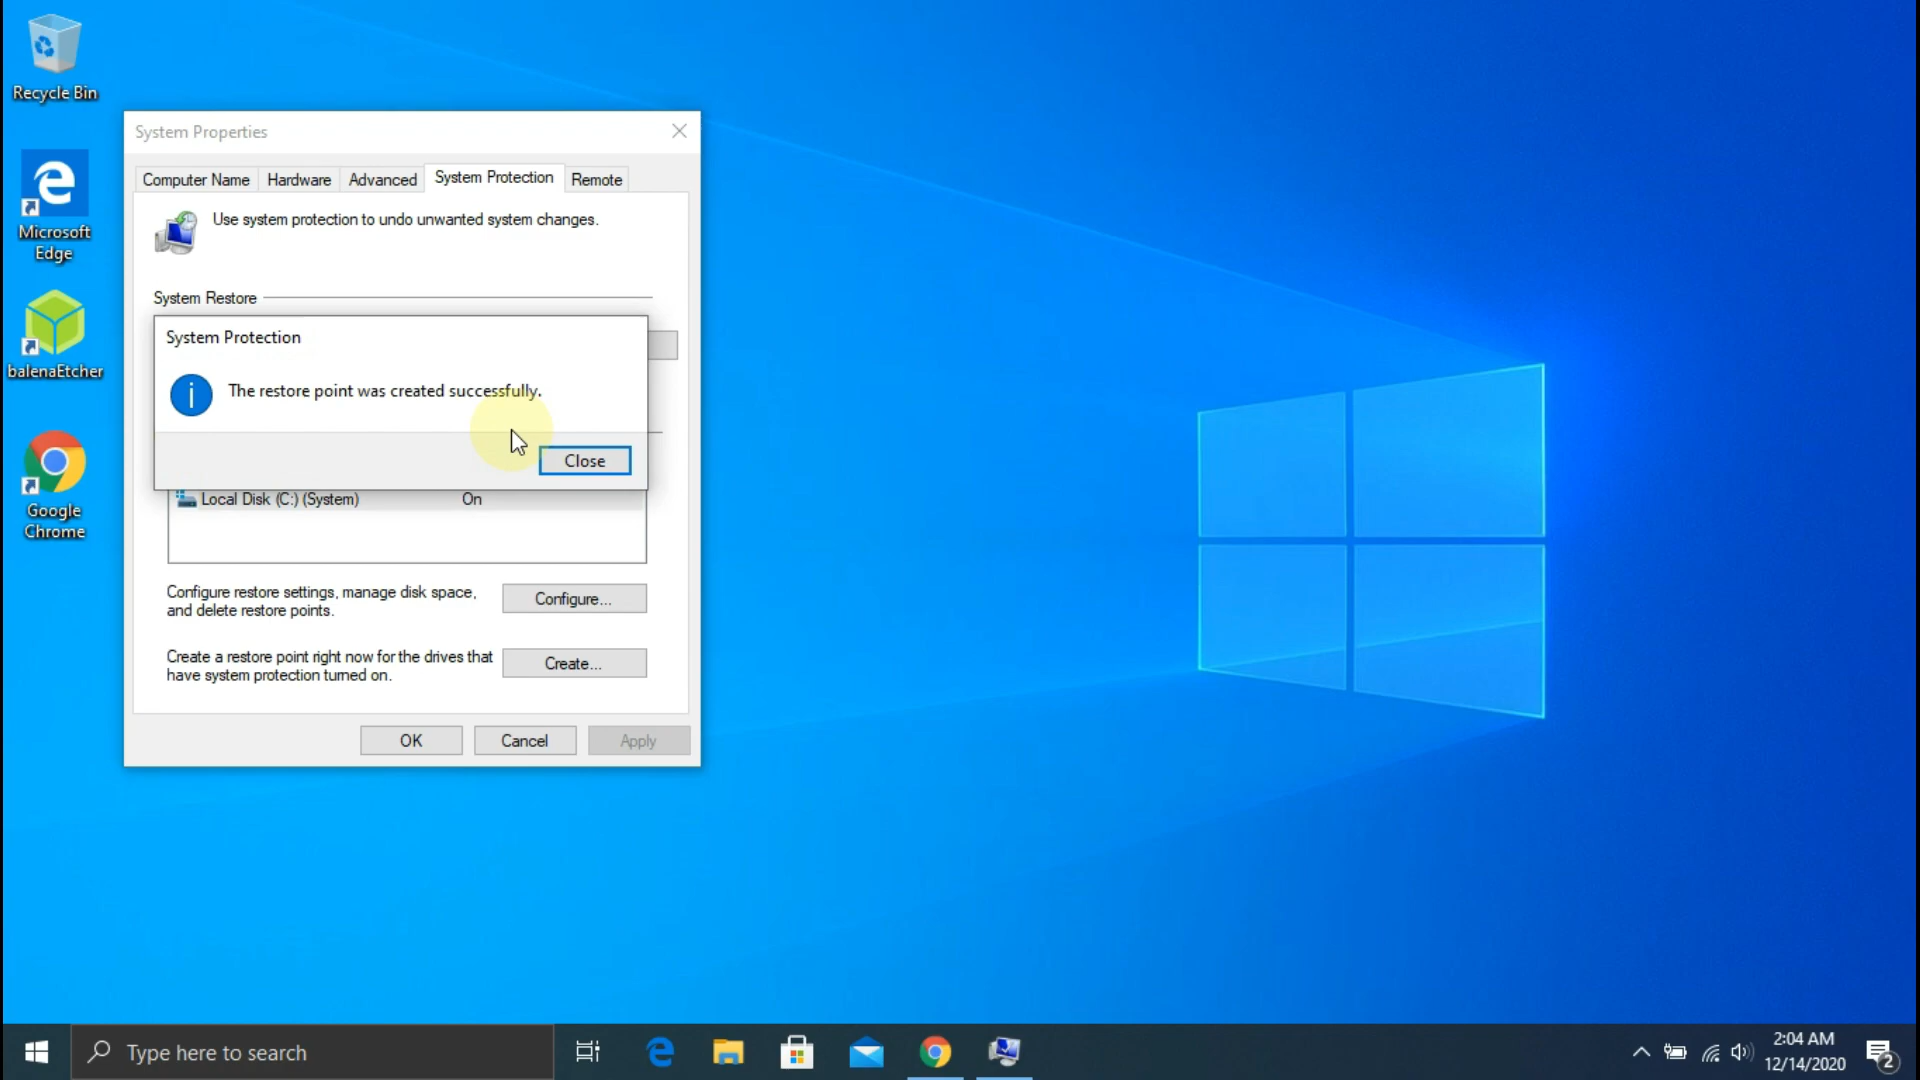 Recycle Bin
Microsoft
Edge
balenaEtcher
Google
Chrome
System Properties
Computer Name
Hardware
Advanced
System Protection
Remote
Use system protection to undo unwanted system changes.
System Restore
System Protection
The restore point was created successfully.
Close
Local Disk (C:) (System) On
Configure restore settings, manage disk space,
and delete restore points.
Configure...
Create a restore point right now for the drives that
have system protection turned on.
Create...
OK
Cancel
Apply
Type here to search
2:04 AM
12/14/2020
2